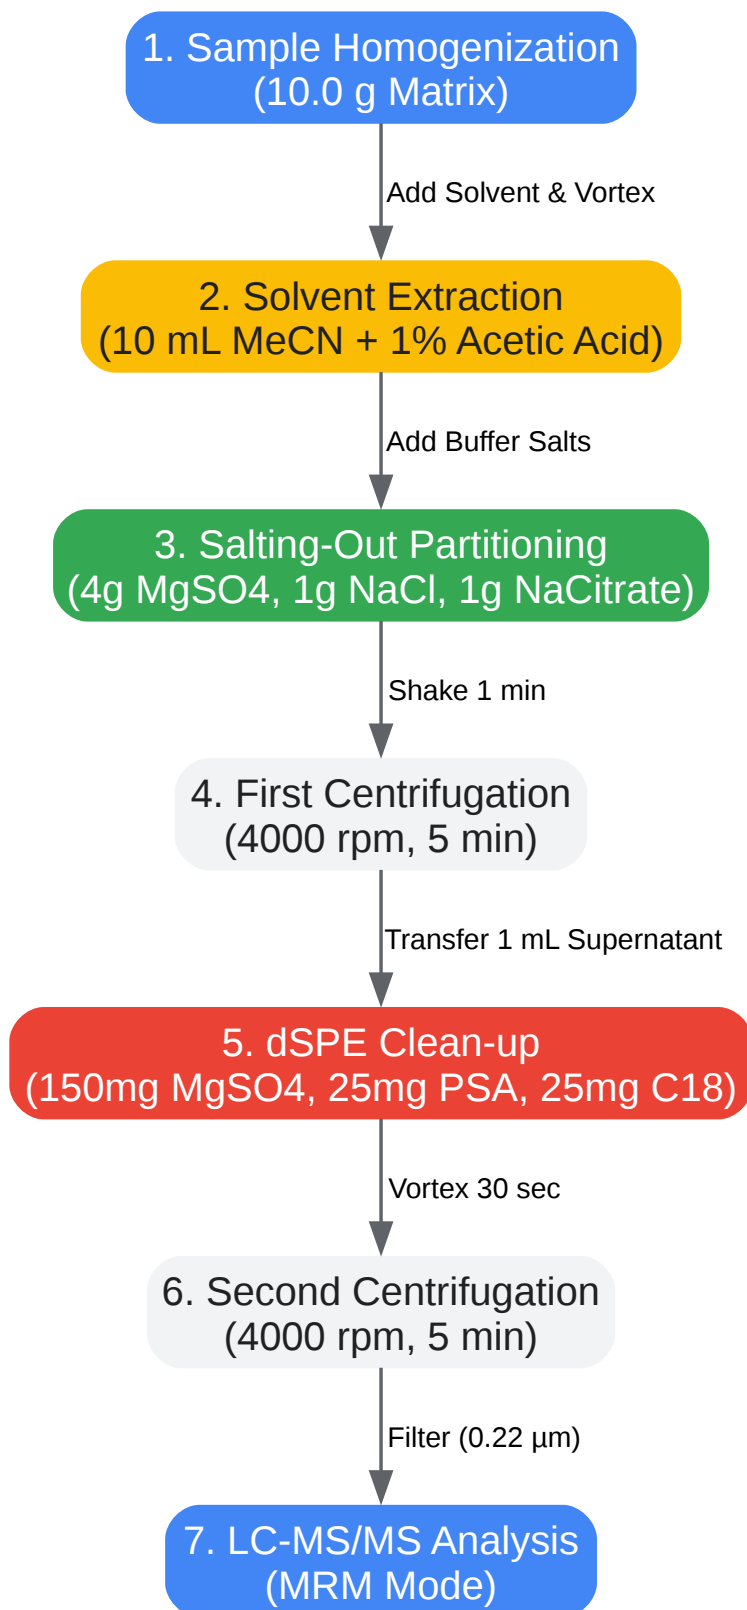 1. Sample Homogenization
(10.0 g Matrix)
Add Solvent & Vortex
2. Solvent Extraction
(10 mL MeCN + 1% Acetic Acid)
Add Buffer Salts
3. Salting-Out Partitioning
(4g MgSO4, 1g NaCl, 1g NaCitrate)
Shake 1 min
4. First Centrifugation
(4000 rpm, 5 min)
Transfer 1 mL Supernatant
5. dSPE Clean-up
(150mg MgSO4, 25mg PSA, 25mg C18)
Vortex 30 sec
6. Second Centrifugation
(4000 rpm, 5 min)
Filter (0.22 µm)
7. LC-MS/MS Analysis
(MRM Mode)